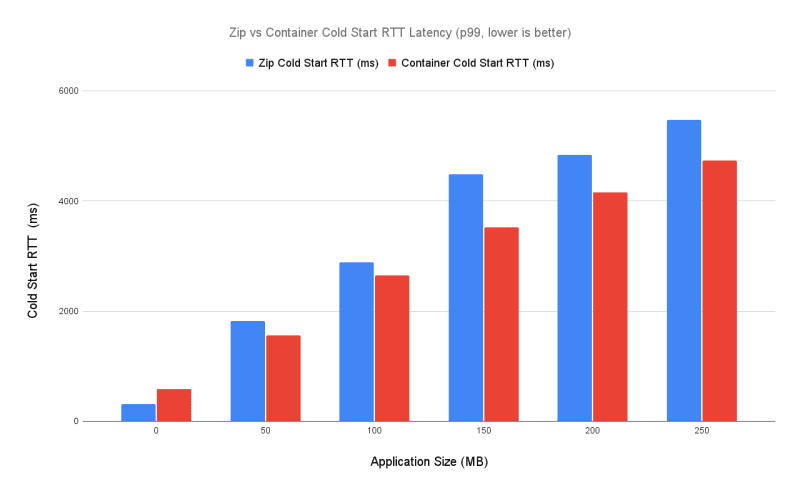 Zip vs Container Cold Start RTT Latency (p99, lower is better)
Zip Cold Start RTT (ms) Container Cold Start RTT (ms)
6000
4000
2000
0
Cold Start RTT (ms)
0 50 100 150 200 250
Application Size (MB)